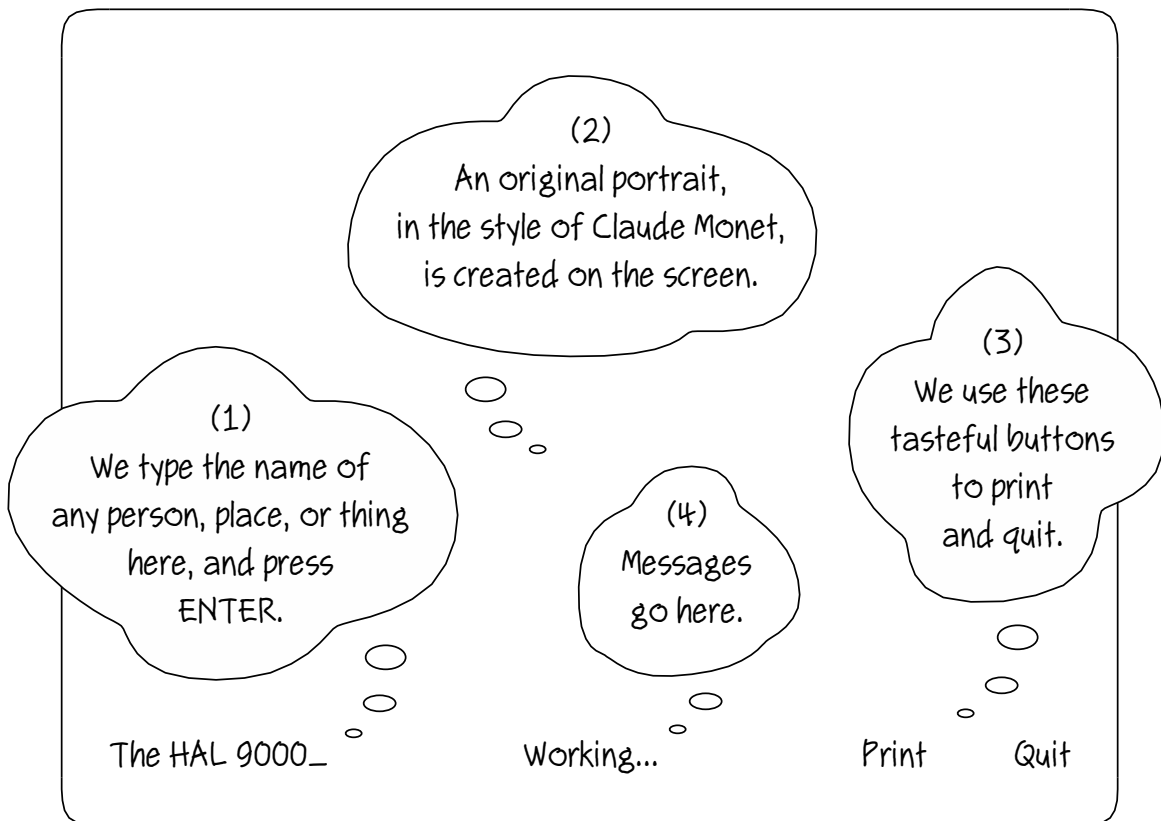 (2)
An original portrait,
in the style of Claude Monet,
is created on the screen.
(3)
We use these
tasteful buttons
to print
and quit.
(1)
We type the name of
any person, place, or thing
here, and press
ENTER.
(4)
Messages
go here.
The HAL 9000_
Working...
Print
Quit